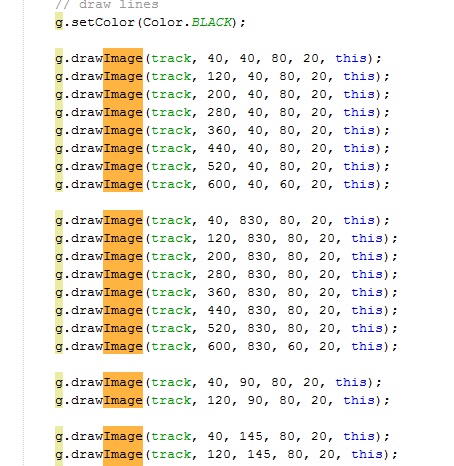 // draw lines
g.setColor(Color.BLACK);
g.drawImage(track, 40, 40, 80, 20, this);
g.drawImage(track, 120, 40, 80, 20, this);
g.drawImage(track, 200, 40, 80, 20, this);
g.drawImage(track, 280, 40, 80, 20, this);
g.drawImage(track, 360, 40, 80, 20, this);
g.drawImage(track, 440, 40, 80, 20, this);
g.drawImage(track, 520, 40, 80, 20, this);
g.drawImage(track, 600, 40, 60, 20, this);
g.drawImage(track, 40, 830, 80, 20, this);
g.drawImage(track, 120, 830, 80, 20, this);
g.drawImage(track, 200, 830, 80, 20, this);
g.drawImage(track, 280, 830, 80, 20, this);
g.drawImage(track, 360, 830, 80, 20, this);
g.drawImage(track, 440, 830, 80, 20, this);
g.drawImage(track, 520, 830, 80, 20, this);
g.drawImage(track, 600, 830, 60, 20, this);
g.drawImage(track, 40, 90, 80, 20, this);
g.drawImage(track, 120, 90, 80, 20, this);
g.drawImage(track, 40, 145, 80, 20, this);
g.drawImage(track, 120, 145, 80, 20, this);